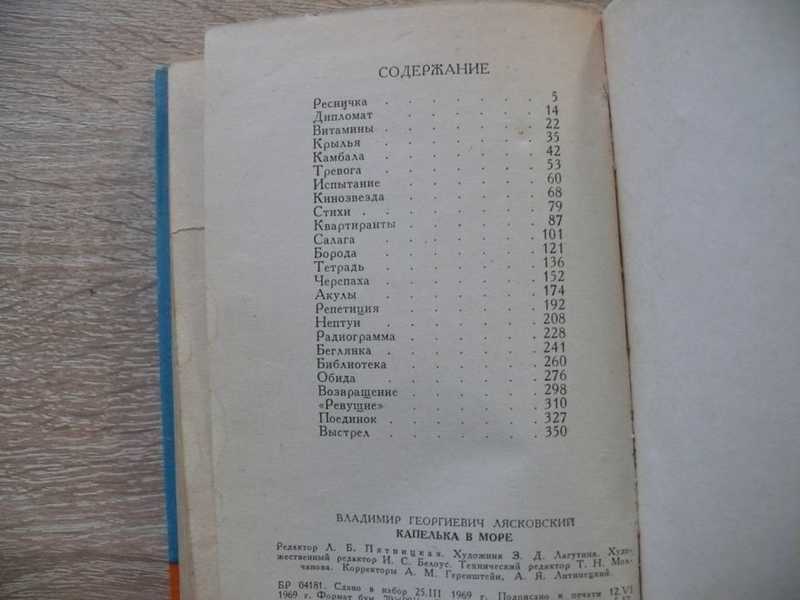 СОДЕРЖАНИЕ
Ресничка . . . . . . . 5
Дипломат . . . . . . . 14
Витамины . . . . . . . 22
Крылья . . . . . . . 35
Камбала . . . . . . . 42
Тревога . . . . . . . 53
Испытание . . . . . . 60
Кинозвезда . . . . . . 68
Стихи . . . . . . . . 79
Квартиранты . . . . . . 87
Салага . . . . . . . 101
Борода . . . . . . . 121
Тетрадь . . . . . . . 136
Черепаха . . . . . . . 152
Акулы . . . . . . . 174
Репетиция . . . . . . 192
Нептун . . . . . . . 208
Радиограмма . . . . . . 228
Беглянка . . . . . . . 241
Библиотека . . . . . . 260
Обида . . . . . . . 276
Возвращение . . . . . . 298
«Ревущие» . . . . . . 310
Поединок . . . . . . . 327
Выстрел . . . . . . . 350
ВЛАДИМИР ГЕОРГИЕВИЧ ЛЯСКОВСКИЙ
КАПЕЛЬКА В МОРЕ
Редактор Л. Б. Пятницкая. Художник З. Д. Лагутина. Худо-
жественный редактор И. С. Белоус. Технический редактор Т. Н. Мол-
чанова. Корректоры А. М. Геренштейн, А. Я. Литвицкий.
БР 04181. Сдано в набор 25.III 1969 г. Подписано к печати 12.VI
1969 г. Формат бум.